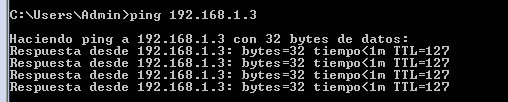 C:\Users\Admin>ping 192.168.1.3
Haciendo ping a 192.168.1.3 con 32 bytes de datos:
Respuesta desde 192.168.1.3: bytes=32 tiempo<1m TTL=127
Respuesta desde 192.168.1.3: bytes=32 tiempo<1m TTL=127
Respuesta desde 192.168.1.3: bytes=32 tiempo<1m TTL=127
Respuesta desde 192.168.1.3: bytes=32 tiempo<1m TTL=127